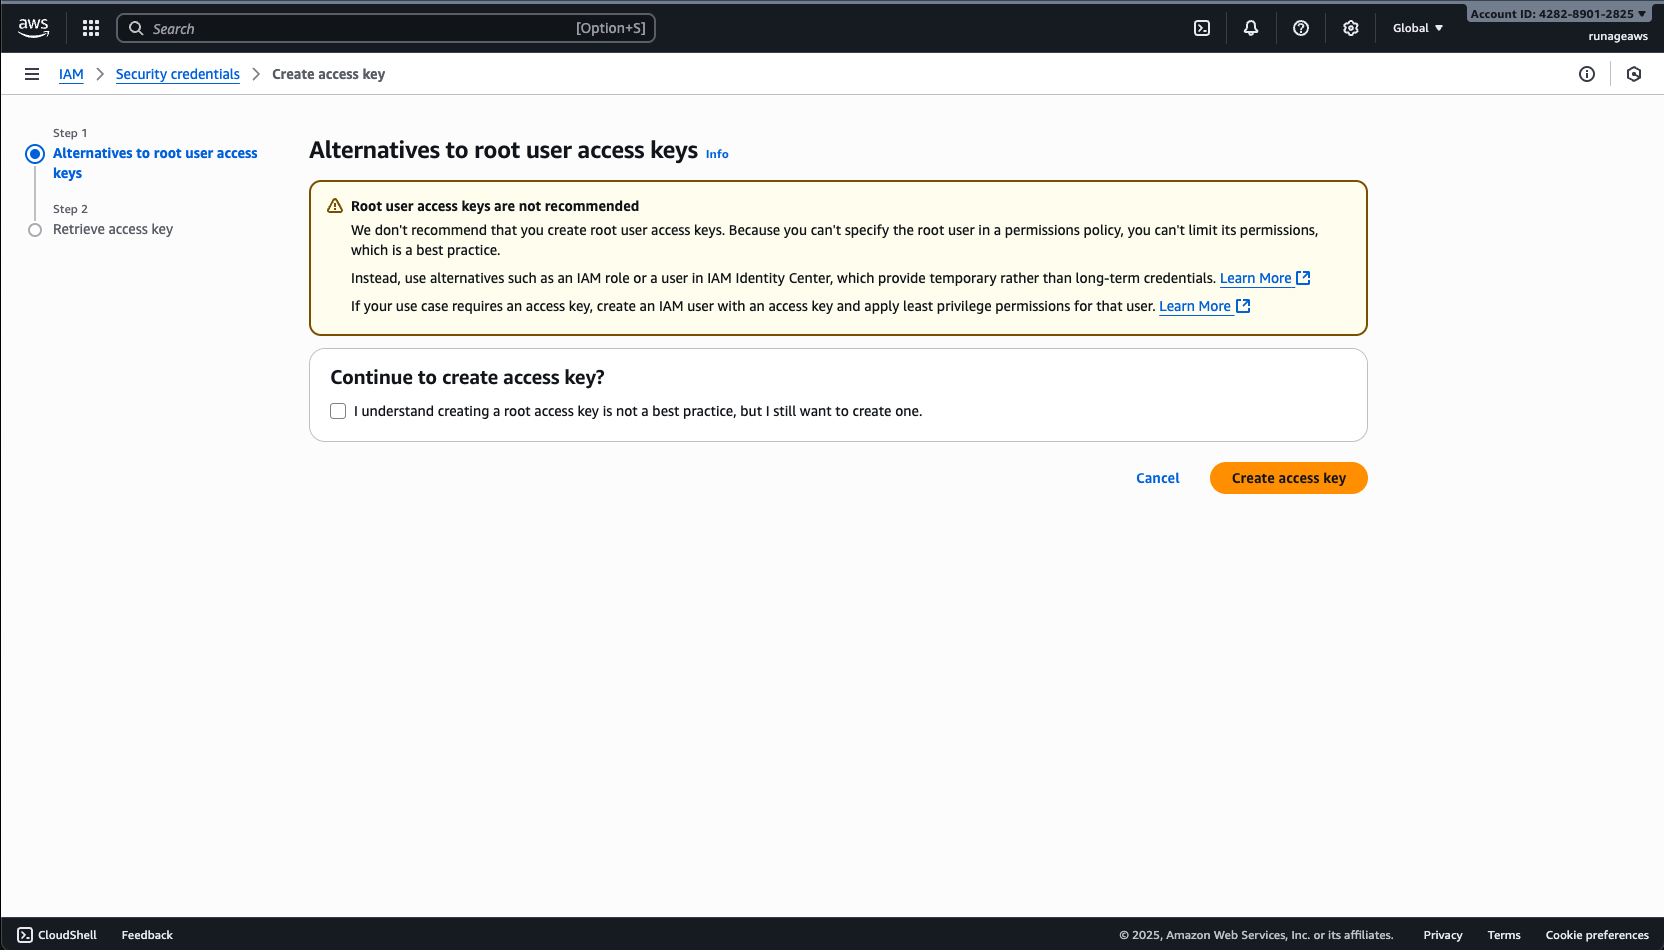 aws
Search
[Option+S]
Global
Account ID: 4282-8901-2825
runageaws
IAM
Security credentials
Create access key
Step 1
Alternatives to root user access
keys
Step 2
Retrieve access key
Alternatives to root user access keys Info
Root user access keys are not recommended
We don't recommend that you create root user access keys. Because you can't specify the root user in a permissions policy, you can't limit its permissions,
which is a best practice.
Instead, use alternatives such as an IAM role or a user in IAM Identity Center, which provide temporary rather than long-term credentials. Learn More
If your use case requires an access key, create an IAM user with an access key and apply least privilege permissions for that user. Learn More
Continue to create access key?
I understand creating a root access key is not a best practice, but I still want to create one.
Cancel
Create access key
CloudShell
Feedback
© 2025, Amazon Web Services, Inc. or its affiliates.
Privacy
Terms
Cookie preferences